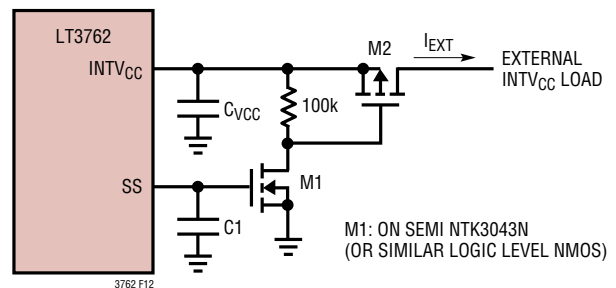 LT3762
INTVCC
SS
CVCC
100k
M2
IEXT
EXTERNAL
INTVCC LOAD
M1
C1
M1: ON SEMI NTK3043N
(OR SIMILAR LOGIC LEVEL NMOS)
3762 F12